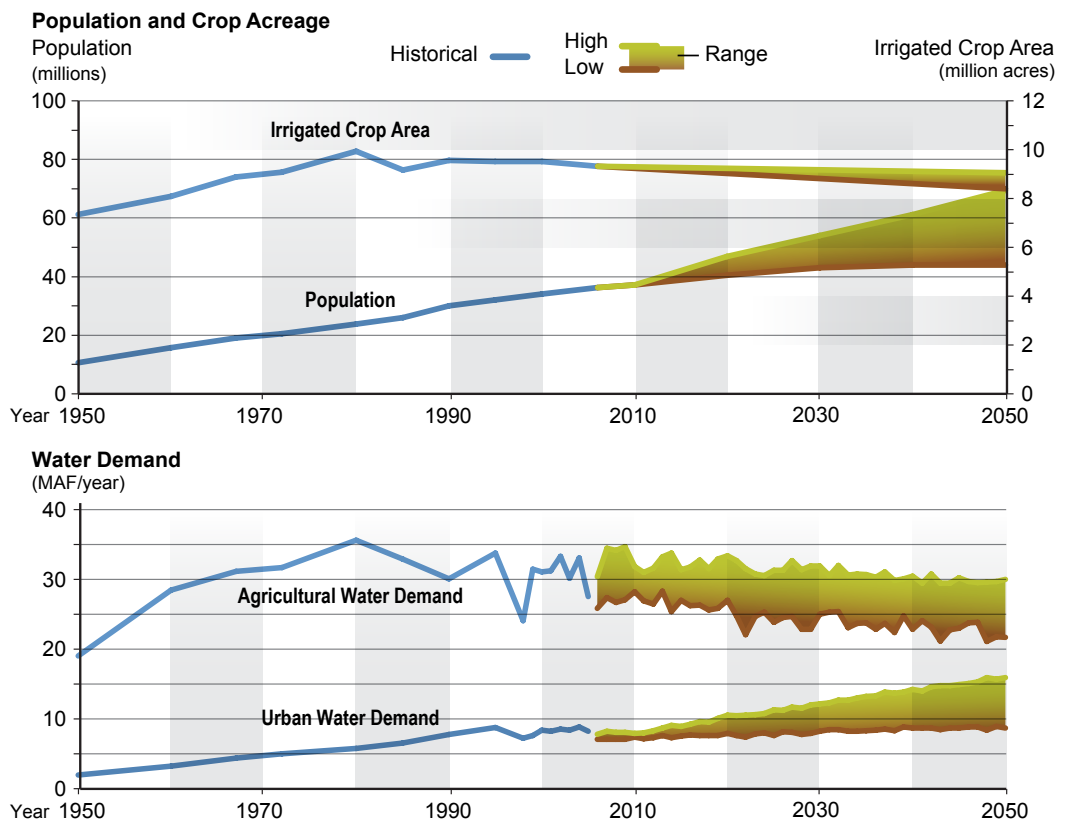 Population and Crop Acreage
Population
(millions)
Historical
High
Low
Range
Irrigated Crop Area
(million acres)
100
80
60
40
20
0
12
10
8
6
4
2
0
Irrigated Crop Area
Population
Year 1950 1970 1990 2010 2030 2050
Water Demand
(MAF/year)
40
30
20
10
0
Agricultural Water Demand
Urban Water Demand
Year 1950 1970 1990 2010 2030 2050